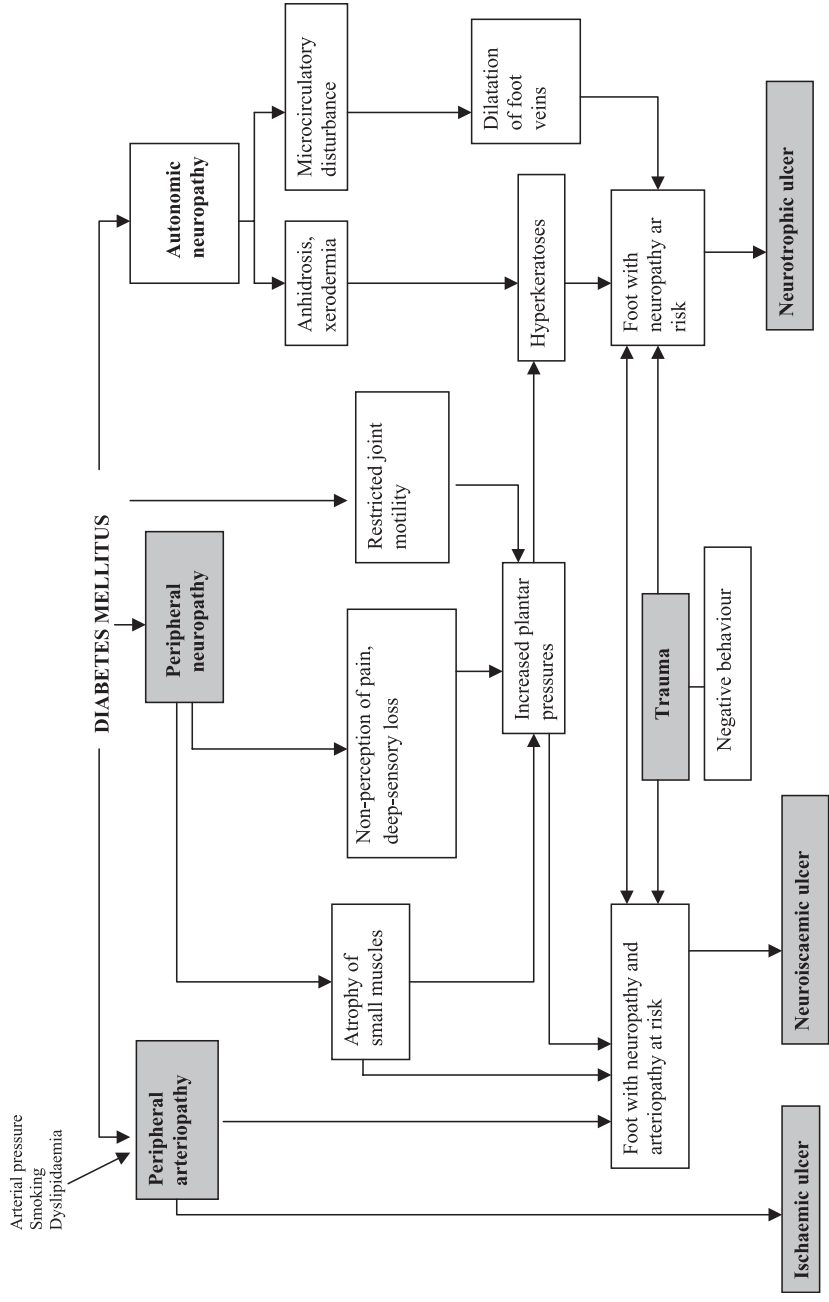 Arterial pressure
Smoking
Dyslipidaemia
DIABETES MELLITUS
Peripheral
arteriopathy
Peripheral
neuropathy
Autonomic
neuropathy
Atrophy of
small muscles
Non-perception of pain,
deep-sensory loss
Restricted joint
motility
Anhidrosis,
xerodermia
Microcirculatory
disturbance
Increased plantar
pressures
Hyperkeratoses
Dilatation
of foot
veins
Foot with neuropathy and
arteriopathy at risk
Trauma
Negative behaviour
Foot with
neuropathy ar
risk
Ischaemic ulcer
Neuroiscaemic ulcer
Neurotrophic ulcer